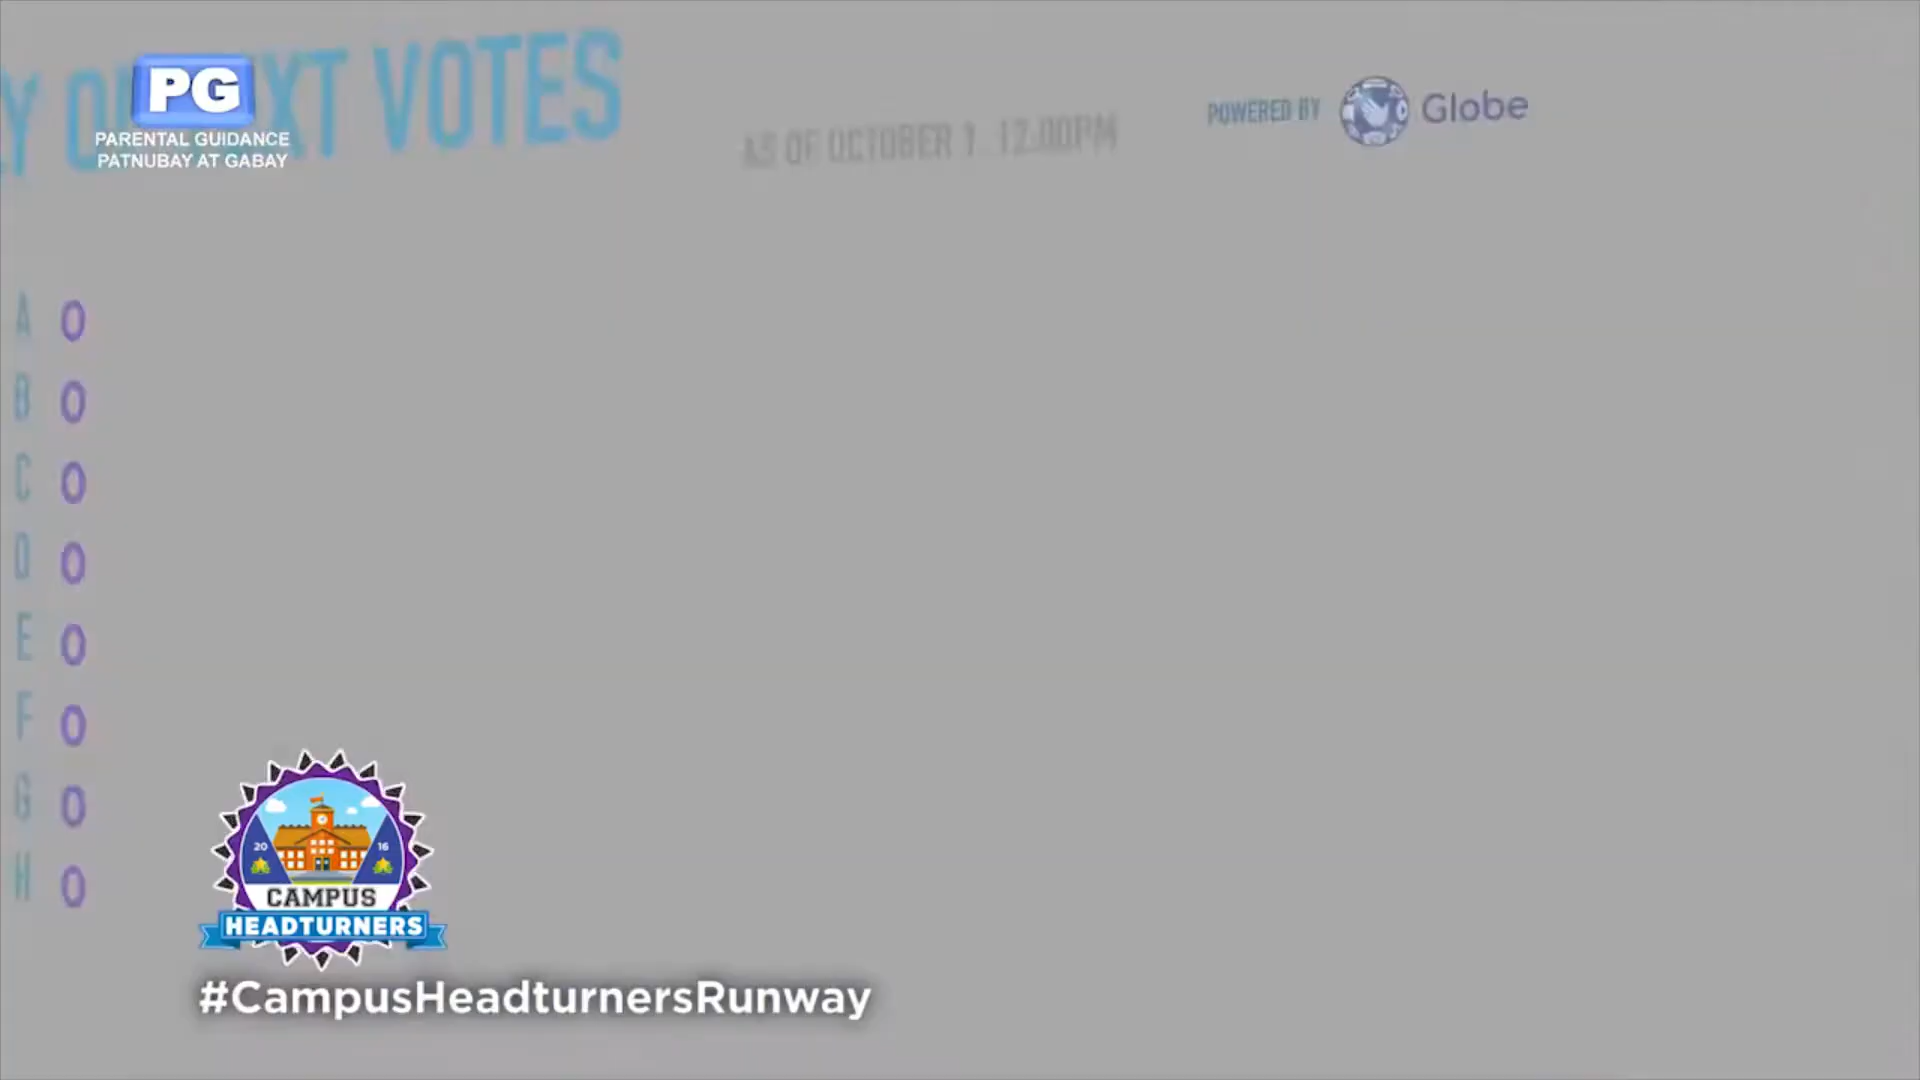 VOTES
PG
PARENTAL GUIDANCE
PATNUBAY AT GABAY
AS OF OCTOBER 1. 12.00PM
POWERED BY Globe
A 0
B 0
C 0
D 0
E 0
F 0
G 0
H 0
20 16
CAMPUS
HEADTURNERS
#CampusHeadturnersRunway